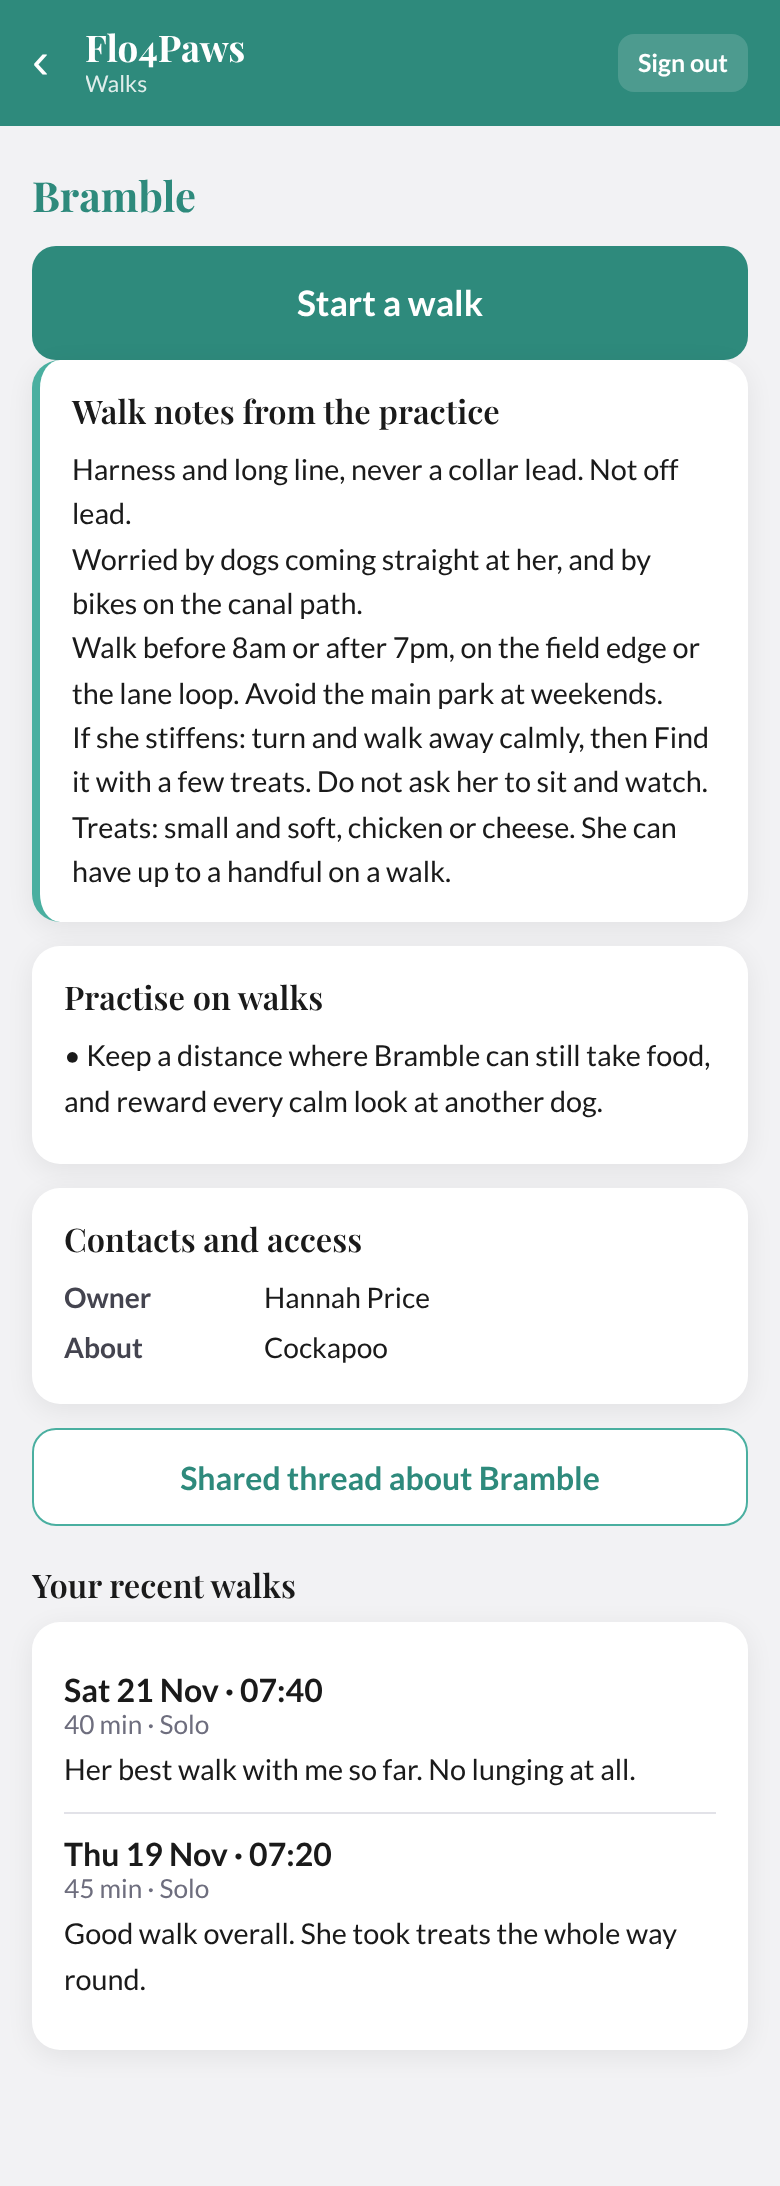 Flo4Paws
Walks
Sign out
Bramble
Start a walk
Walk notes from the practice
Harness and long line, never a collar lead. Not off
lead.
Worried by dogs coming straight at her, and by
bikes on the canal path.
Walk before 8am or after 7pm, on the field edge or
the lane loop. Avoid the main park at weekends.
If she stiffens: turn and walk away calmly, then Find
it with a few treats. Do not ask her to sit and watch.
Treats: small and soft, chicken or cheese. She can
have up to a handful on a walk.
Practise on walks
• Keep a distance where Bramble can still take food,
and reward every calm look at another dog.
Contacts and access
Owner Hannah Price
About Cockapoo
Shared thread about Bramble
Your recent walks
Sat 21 Nov · 07:40
40 min · Solo
Her best walk with me so far. No lunging at all.
Thu 19 Nov · 07:20
45 min · Solo
Good walk overall. She took treats the whole way
round.